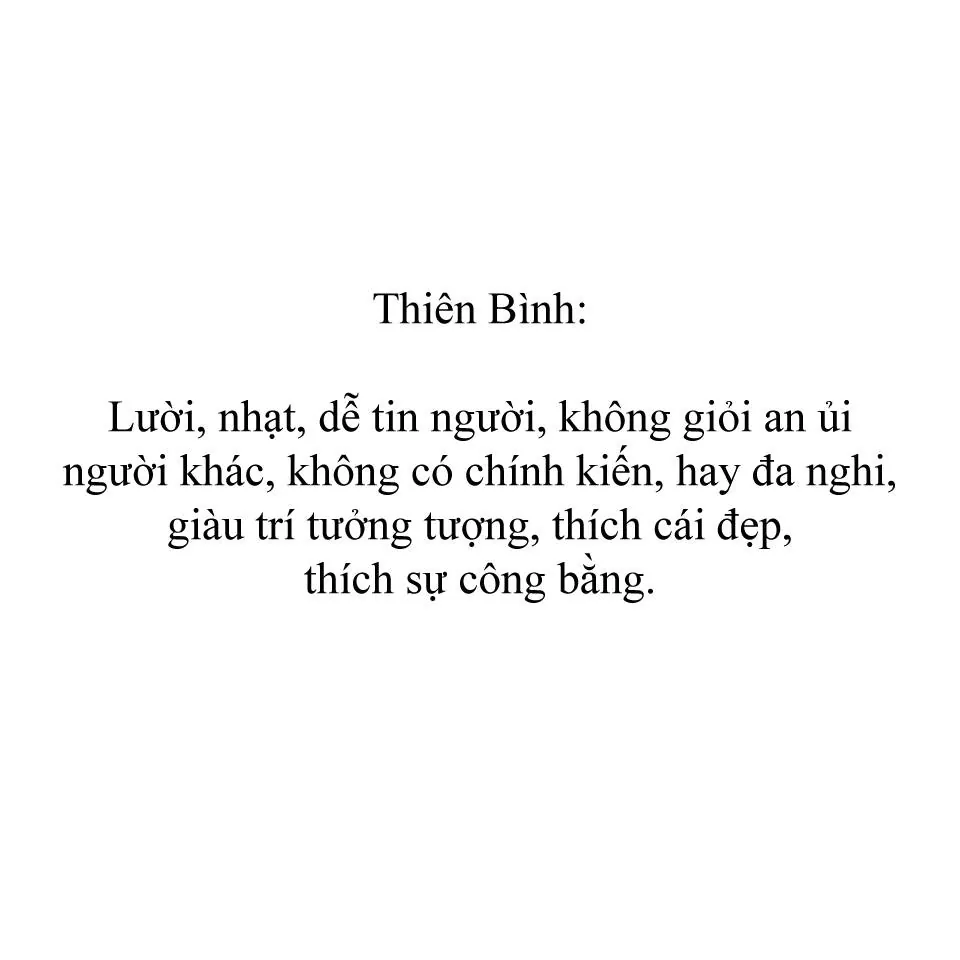 Thiên Bình:
Lười, nhạt, dễ tin người, không giỏi an ủi
người khác, không có chính kiến, hay đa nghi,
giàu trí tưởng tượng, thích cái đẹp,
thích sự công bằng.